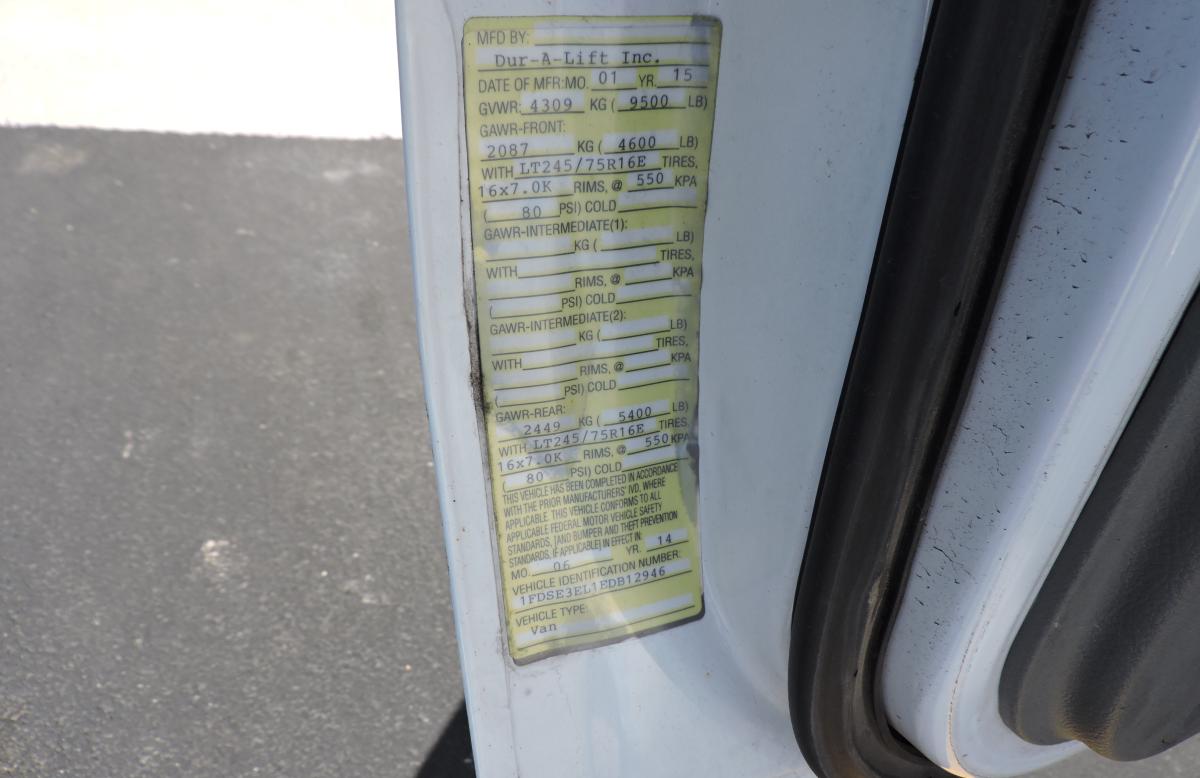 MFD BY:
Dur-A-Lift Inc.
DATE OF MFR:MO. 01 YR. 15
GVWR: 4309 KG ( 9500 LB)
GAWR-FRONT:
2087 KG ( 4600 LB)
WITH LT245/75R16E TIRES,
16x7.0K RIMS, @ 550 KPA
( 80 PSI) COLD
GAWR-INTERMEDIATE(1):
KG ( LB)
WITH TIRES,
RIMS, @ KPA
( PSI) COLD
GAWR-INTERMEDIATE(2):
KG ( LB)
WITH TIRES,
RIMS, @ KPA
( PSI) COLD
GAWR-REAR:
2449 KG ( 5400 LB)
WITH LT245/75R16E TIRES,
16x7.0K RIMS, @ 550 KPA
( 80 PSI) COLD
THIS VEHICLE HAS BEEN COMPLETED IN ACCORDANCE
WITH THE PRIOR MANUFACTURERS' IVD, WHERE
APPLICABLE. THIS VEHICLE CONFORMS TO ALL
APPLICABLE FEDERAL MOTOR VEHICLE SAFETY
STANDARDS, [AND BUMPER AND THEFT PREVENTION
STANDARDS, IF APPLICABLE] IN EFFECT IN
MO. 06 YR. 14
VEHICLE IDENTIFICATION NUMBER:
1FDSE3EL1EDB12946
VEHICLE TYPE:
Van